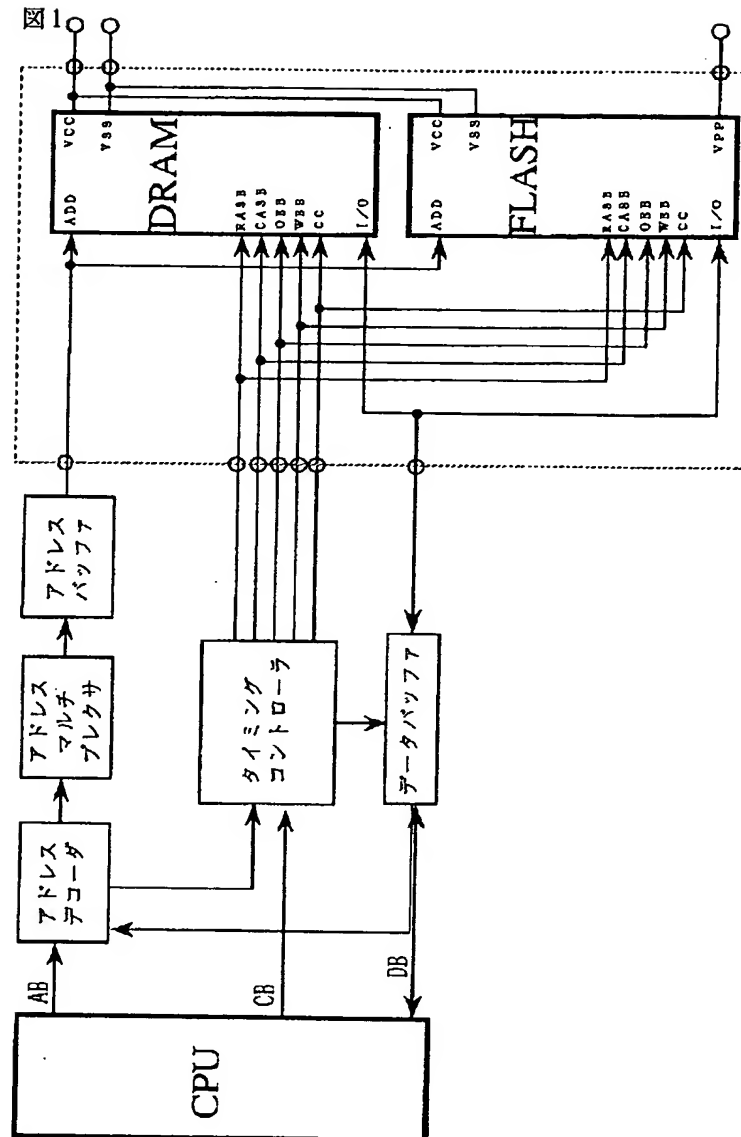 図1
VCC
VSS
ADD
DRAM
RASB
CASB
OEB
WEB
CC
I/O
VCC
VSS
VPP
ADD
FLASH
RASB
CASB
OEB
WEB
CC
I/O
アドレス
バッファ
アドレス
マルチ
プレクサ
アドレス
デコーダ
タイミング
コントローラ
データバッファ
AB
CB
DB
CPU